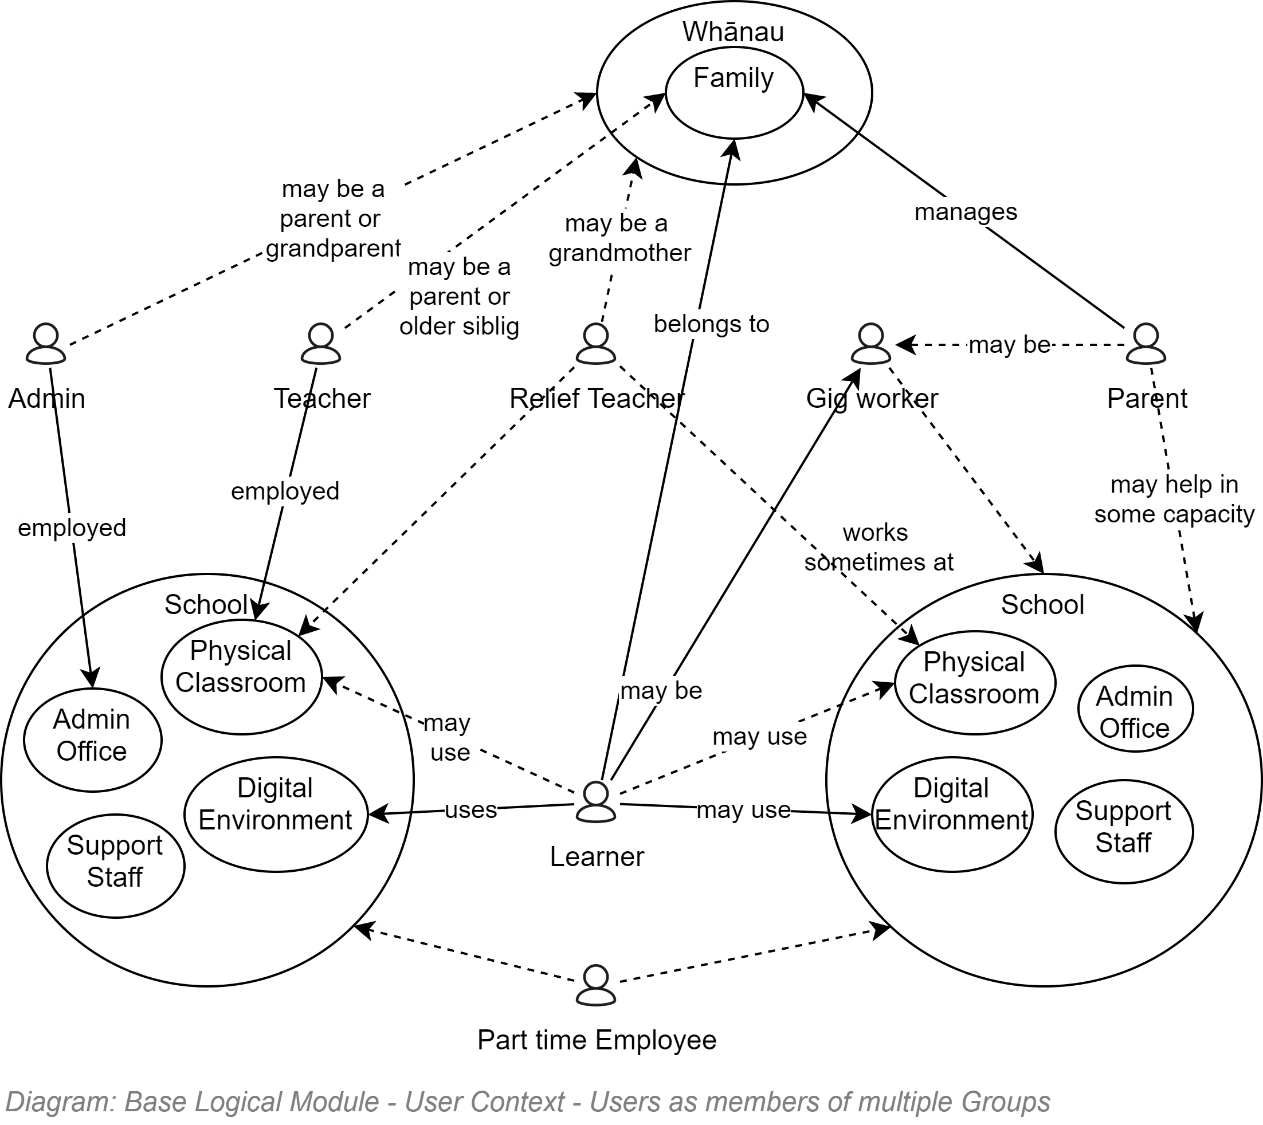 Whānau
Family
may be a
parent or
grandparent
may be a
parent or
older siblig
may be a
grandmother
manages
belongs to
may be
Admin
Teacher
Relief Teacher
Gig worker
Parent
employed
employed
works
sometimes at
may help in
some capacity
School
Physical
Classroom
Admin
Office
Digital
Environment
Support
Staff
may
use
uses
may be
may use
may use
Learner
School
Physical
Classroom
Admin
Office
Digital
Environment
Support
Staff
Part time Employee
Diagram: Base Logical Module - User Context - Users as members of multiple Groups